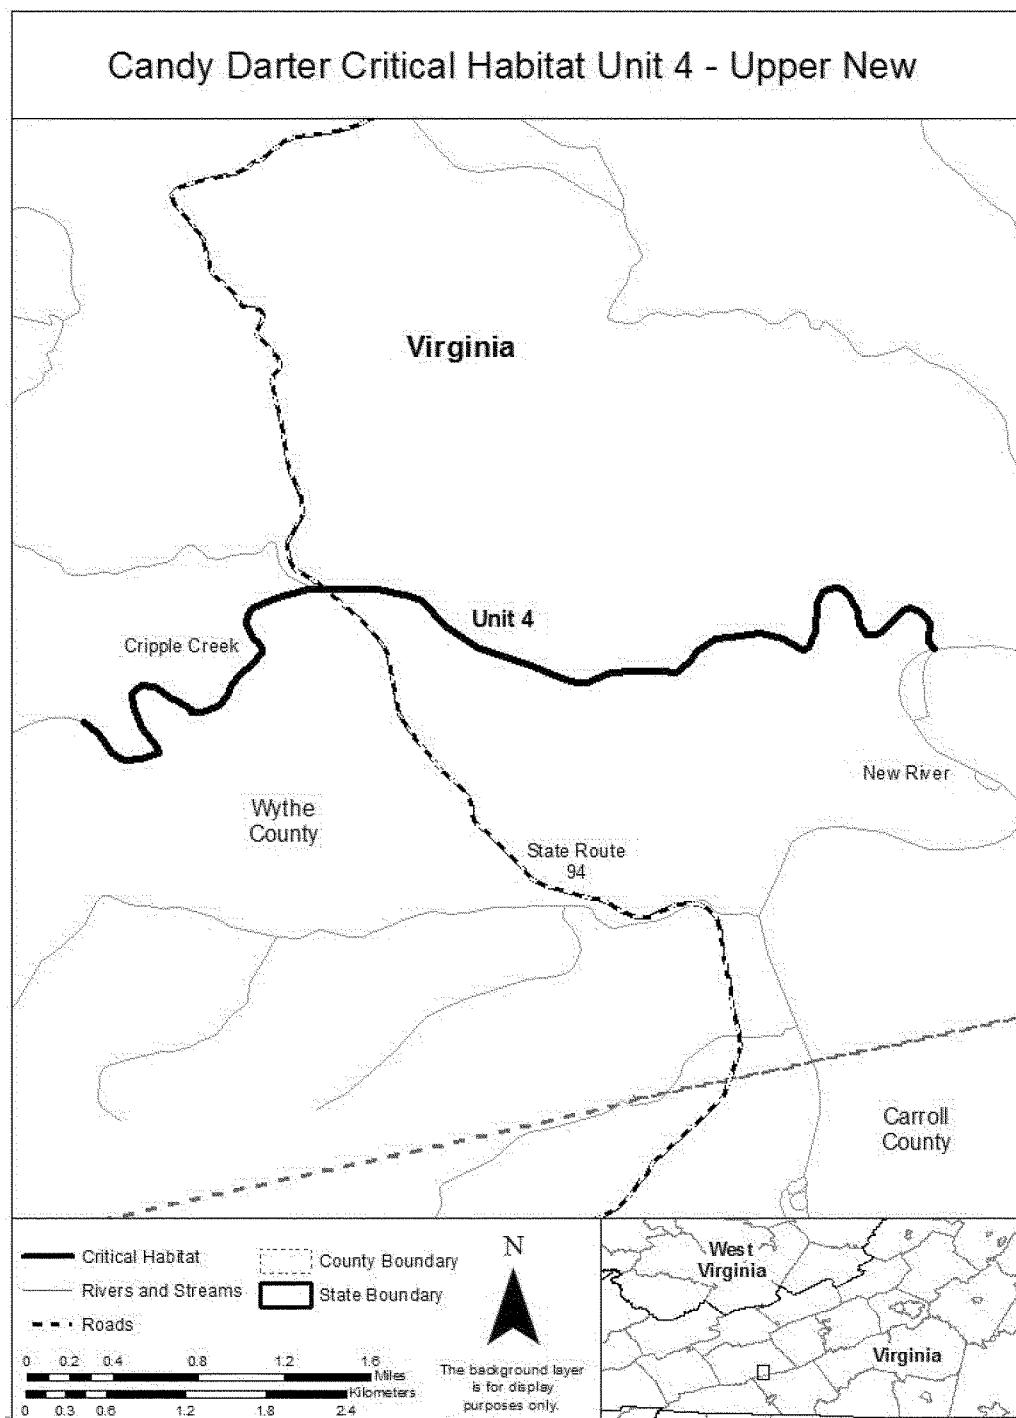 Candy Darter Critical Habitat Unit 4 - Upper New
Virginia
Unit 4
Cripple Creek
New River
Wythe
County
State Route
94
Carroll
County
Critical Habitat
Rivers and Streams
Roads
County Boundary
State Boundary
0 0.2 0.4 0.8 1.2 1.6
Miles
Kilometers
0 0.3 0.6 1.2 1.8 2.4
N
The background layer
is for display
purposes only.
West
Virginia
Virginia